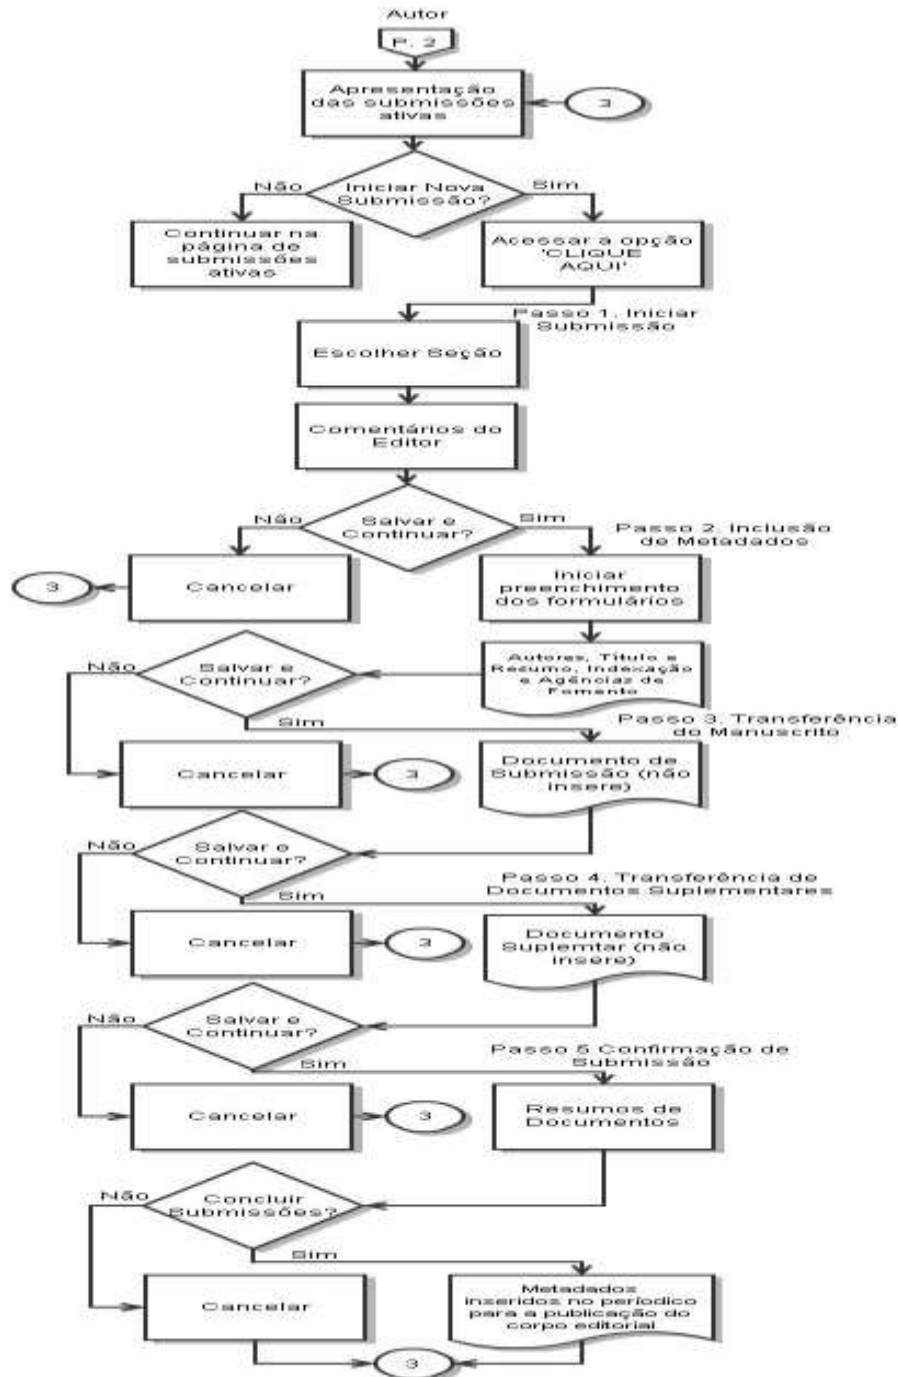 Autor
P. 2
Apresentação
das submissões
ativas
3
Não
Iniciar Nova
Submissão?
Sim
Continuar na
página de
submissões
ativas
Acessar a opção
'CLIQUE
AQUI'
Passo 1. Iniciar
Submissão
Escolher Seção
Comentários do
Editor
Não
Salvar e
Continuar?
Sim
Passo 2. Inclusão
de Metadados
3
Cancelar
Iniciar
preenchimento
dos formulários
Não
Salvar e
Continuar?
Autores, Título e
Resumo, Indexação
e Agências de
Fomento
Sim
Passo 3. Transferência
do Manuscrito
Cancelar
3
Documento de
Submissão (não
insere)
Não
Salvar e
Continuar?
Sim
Passo 4. Transferência de
Documentos Suplementares
Cancelar
3
Documento
Suplemtar (não
insere)
Não
Salvar e
Continuar?
Sim
Passo 5 Confirmação de
Submissão
Cancelar
3
Resumos de
Documentos
Não
Concluir
Submissões?
Sim
Cancelar
Metadados
inseridos no periódico
para a publicação do
corpo editorial
3